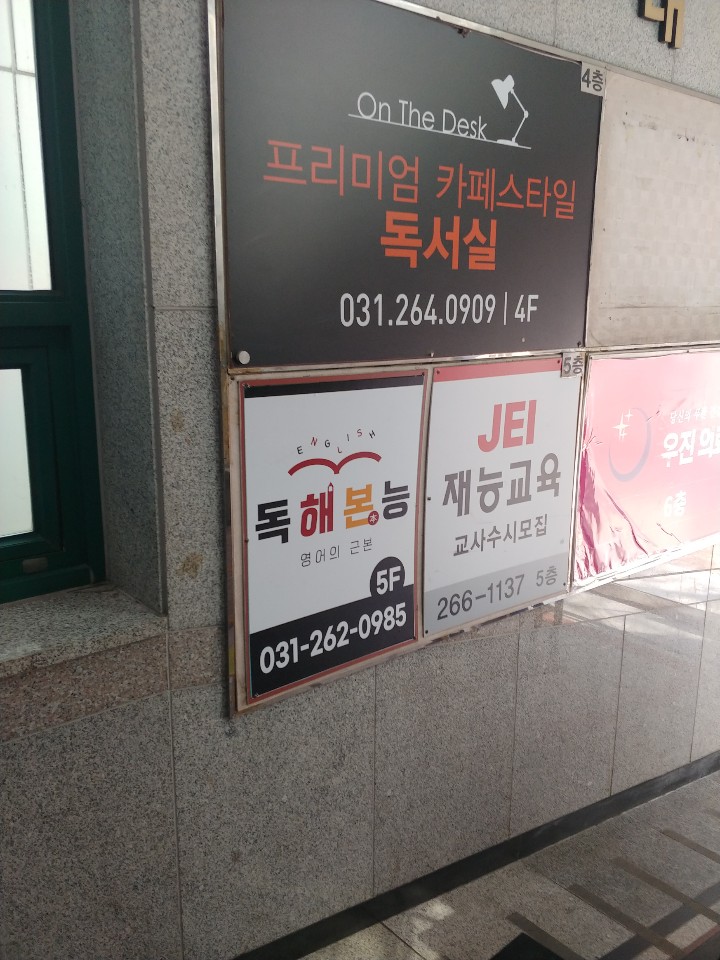 On The Desk
4층
프리미엄 카페스타일
독서실
031.264.0909 | 4F
5층
ENGLISH
독해본능
本
영어의 근본
5F
031-262-0985
JEI
재능교육
교사수시모집
266-1137 5층
우진
6층